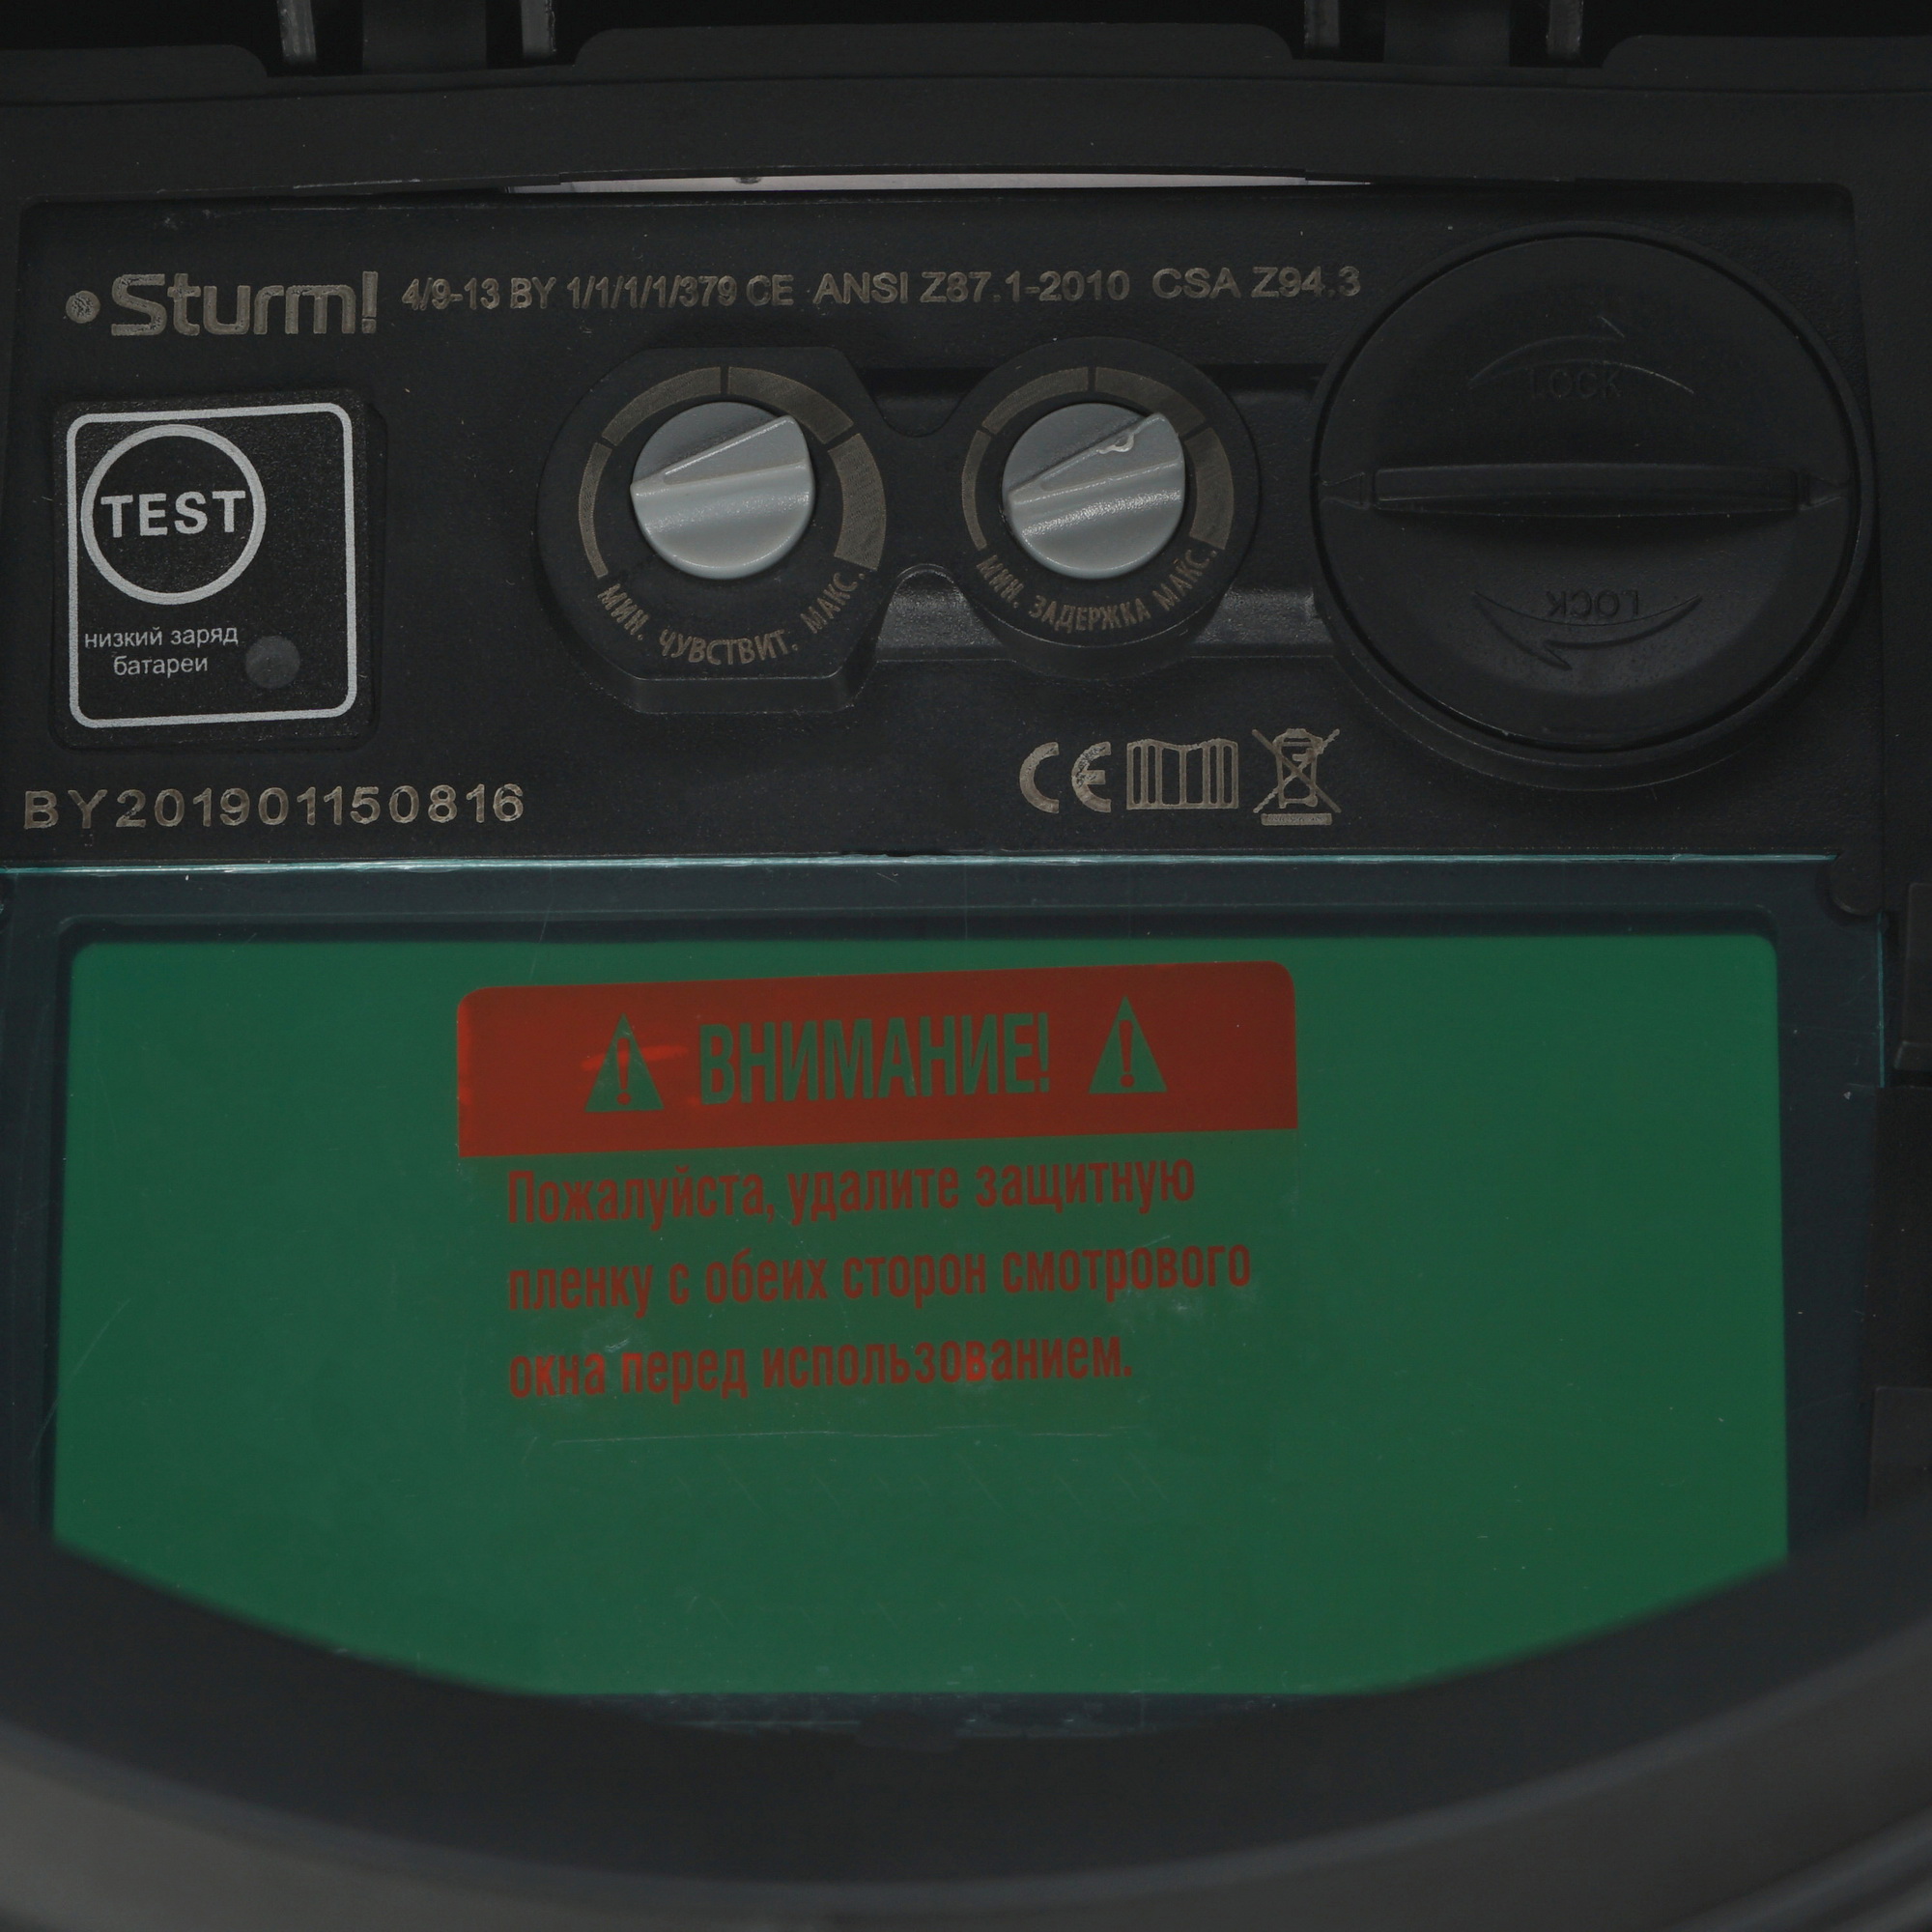 Sturm! 4/9-13 BY 1/1/1/1/379 CE ANSI Z87.1-2010 CSA Z94.3
TEST
низкий заряд
батареи
МИН. ЧУВСТВИТ. МАКС.
МИН. ЗАДЕРЖКА МАКС.
LOCK
LOCK
BY201901150816
CE
ВНИМАНИЕ!
Пожалуйста, удалите защитную
пленку с обеих сторон смотрового
окна перед использованием.